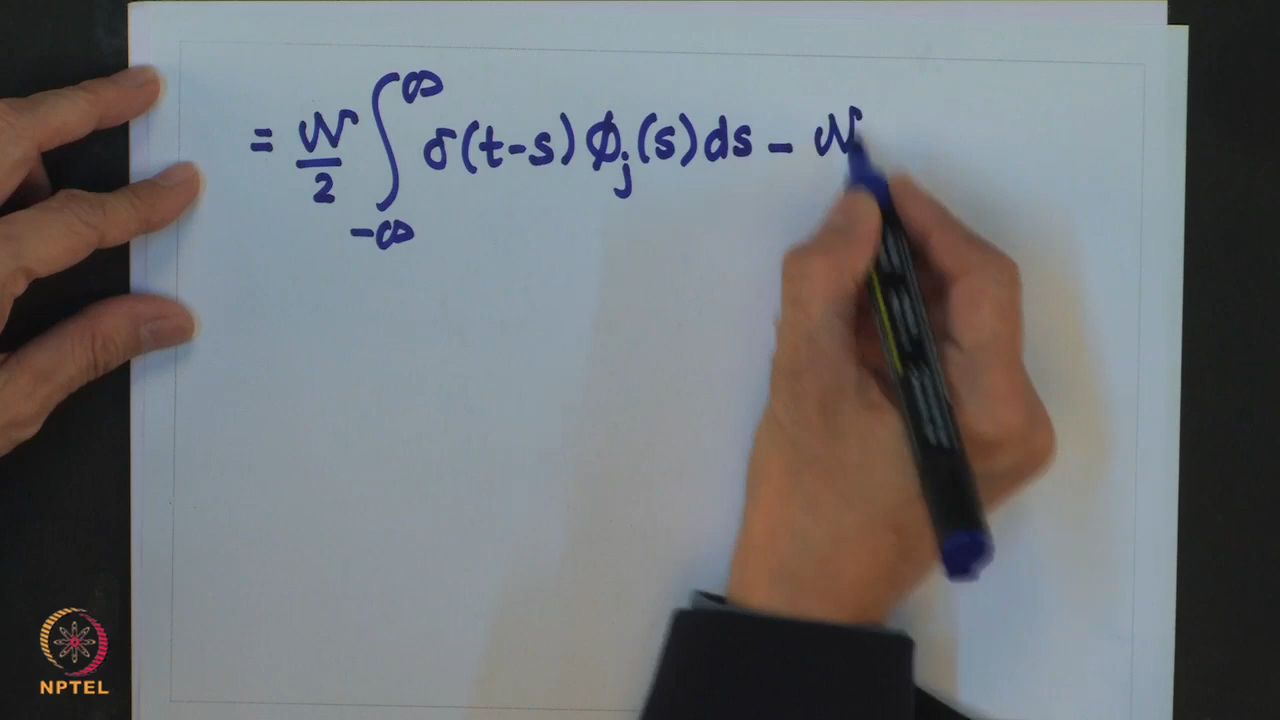 = 𝒩/2 ∫_{-∞}^{∞} δ(t-s) ϕ_j(s) ds - 𝒩
NPTEL